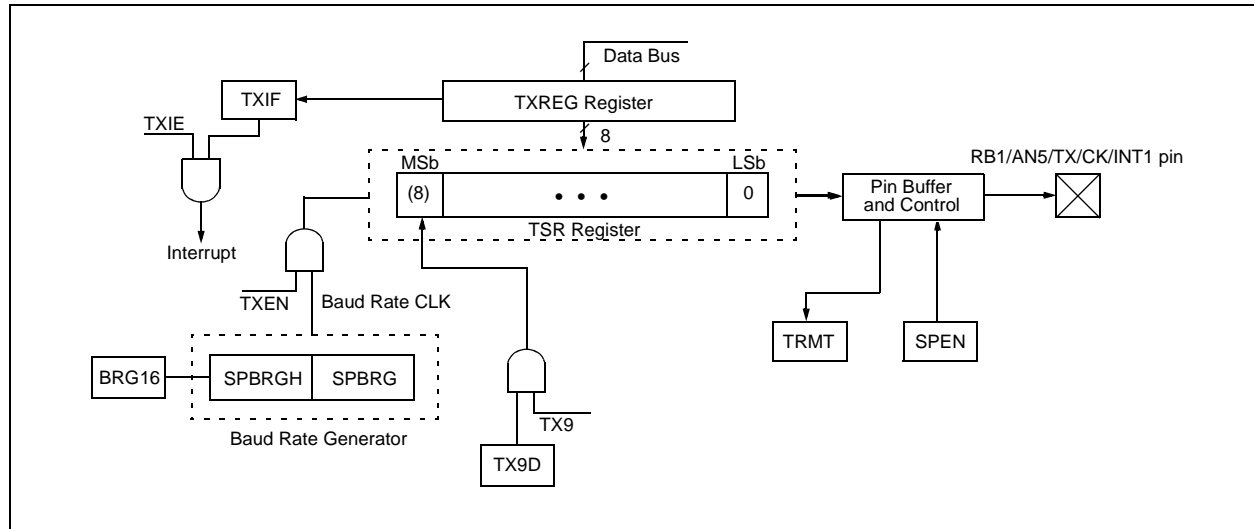 Data Bus
TXIF
TXREG Register
TXIE
8
MSb
LSb
RB1/AN5/TX/CK/INT1 pin
(8)
• • •
0
Pin Buffer
and Control
TSR Register
Interrupt
TXEN
Baud Rate CLK
TRMT
SPEN
BRG16
SPBRGH
SPBRG
TX9
Baud Rate Generator
TX9D